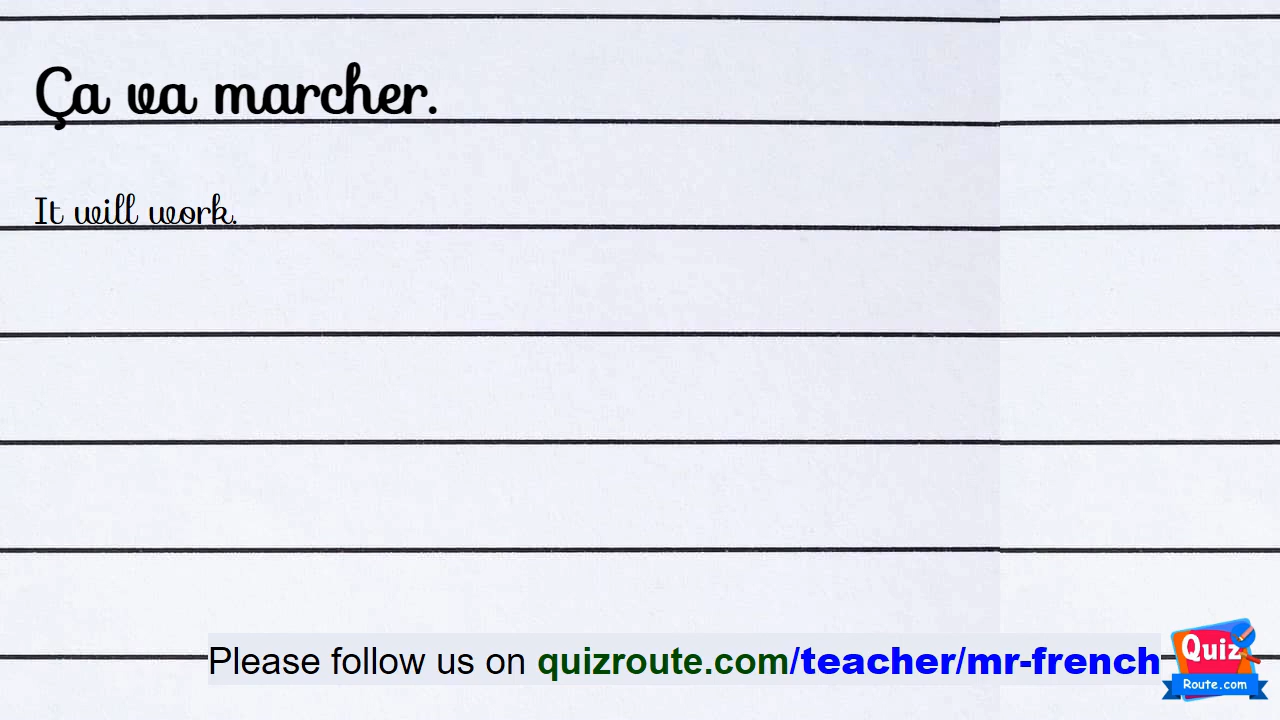 Ça va marcher.
It will work.
Please follow us on quizroute.com/teacher/mr-french
Quiz
Route.com